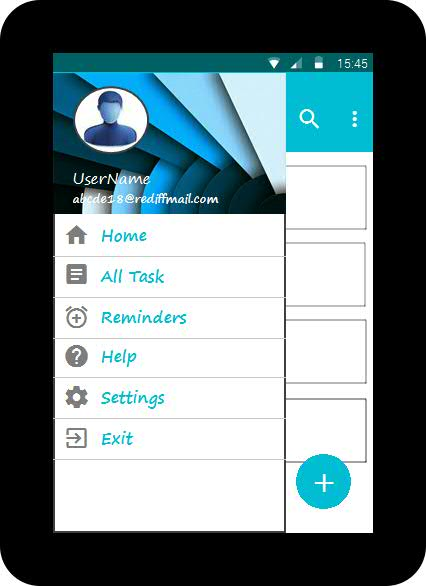 15:45
UserName
abcde18@rediffmail.com
Home
All Task
Reminders
Help
Settings
Exit